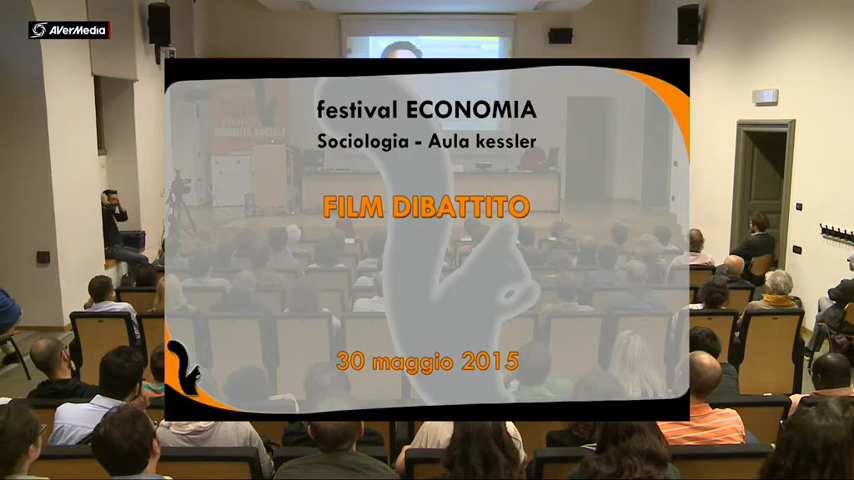 AVerMedia
festival ECONOMIA
Sociologia - Aula kessler
FILM DIBATTITO
30 maggio 2015